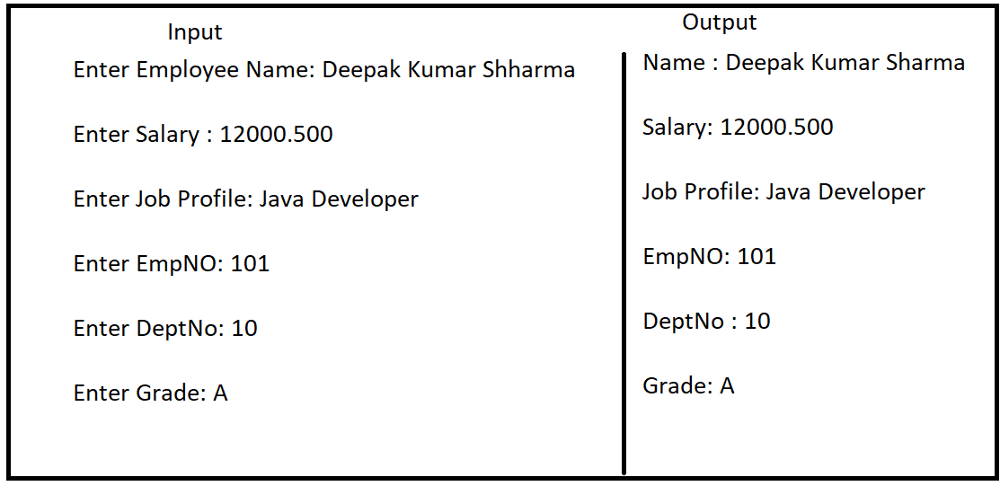 Input
Enter Employee Name: Deepak Kumar Shharma
Enter Salary : 12000.500
Enter Job Profile: Java Developer
Enter EmpNO: 101
Enter DeptNo: 10
Enter Grade: A
Output
Name : Deepak Kumar Sharma
Salary: 12000.500
Job Profile: Java Developer
EmpNO: 101
DeptNo : 10
Grade: A